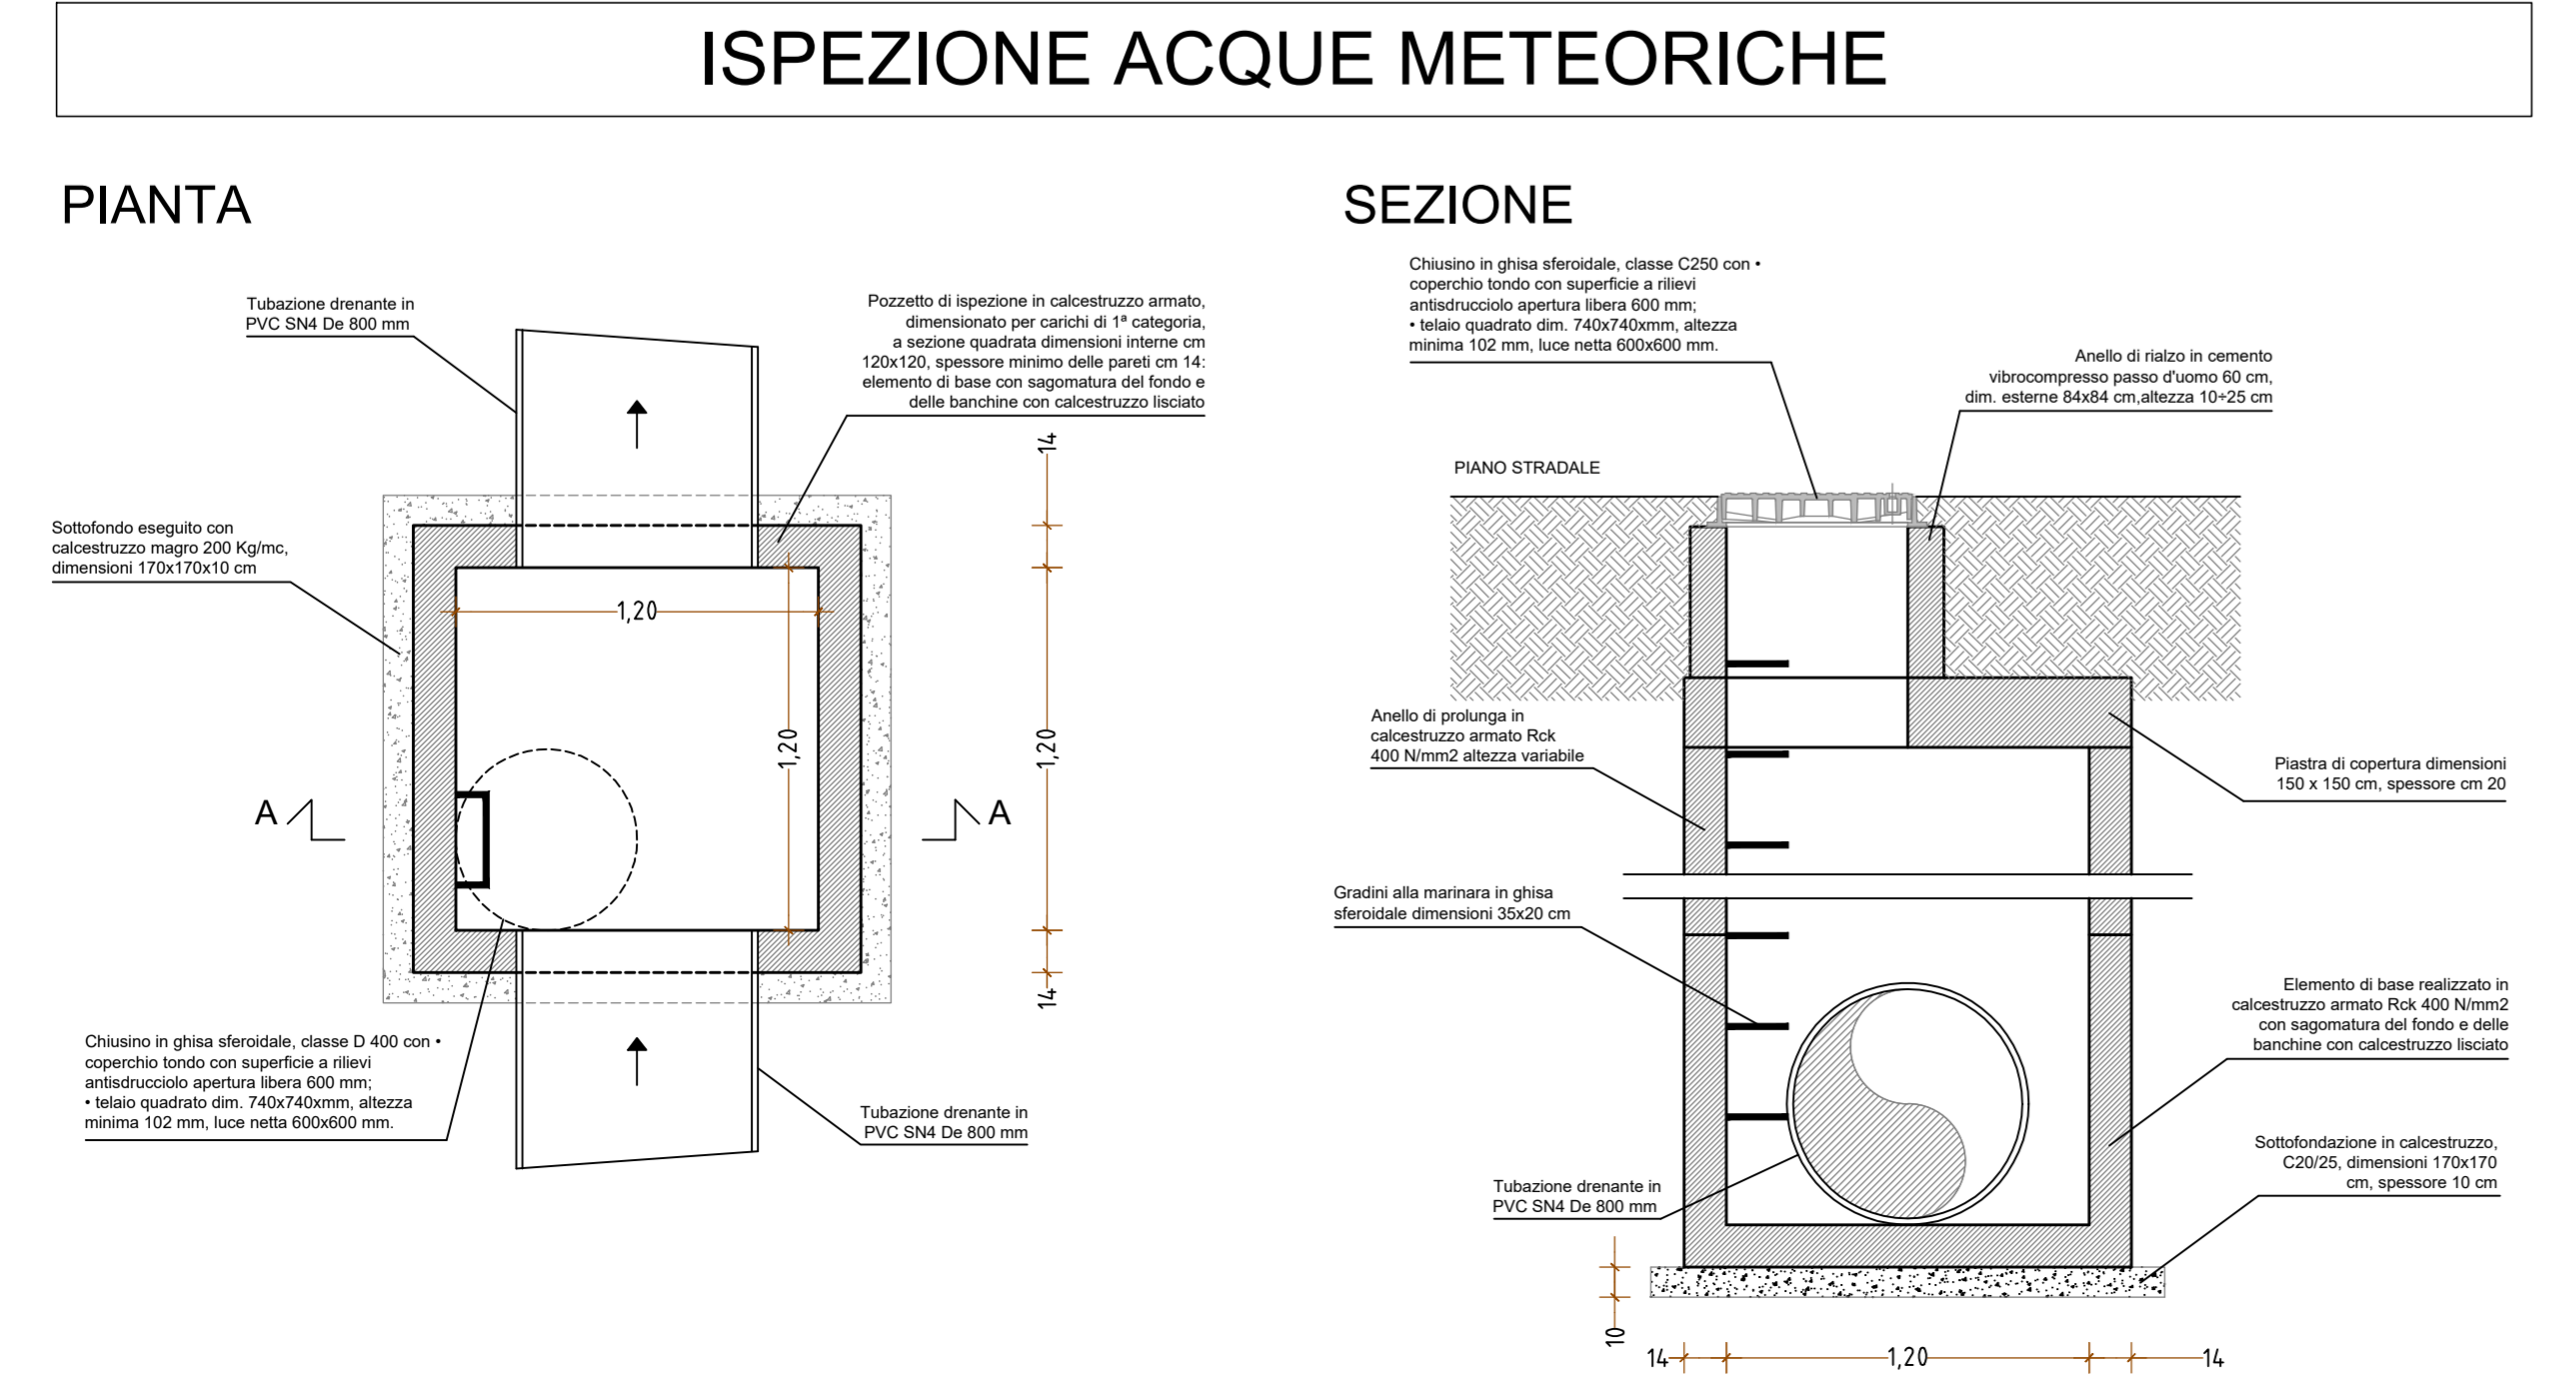 ISPEZIONE ACQUE METEORICHE
PIANTA
Tubazione drenante in
PVC SN4 De 800 mm
Pozzetto di ispezione in calcestruzzo armato,
dimensionato per carichi di 1ª categoria,
a sezione quadrata dimensioni interne cm
120x120, spessore minimo delle pareti cm 14:
elemento di base con sagomatura del fondo e
delle banchine con calcestruzzo lisciato
Sottofondo eseguito con
calcestruzzo magro 200 Kg/mc,
dimensioni 170x170x10 cm
14
1,20
1,20
1,20
14
A
A
Chiusino in ghisa sferoidale, classe D 400 con •
coperchio tondo con superficie a rilievi
antisdrucciolo apertura libera 600 mm;
• telaio quadrato dim. 740x740xmm, altezza
minima 102 mm, luce netta 600x600 mm.
Tubazione drenante in
PVC SN4 De 800 mm
SEZIONE
Chiusino in ghisa sferoidale, classe C250 con •
coperchio tondo con superficie a rilievi
antisdrucciolo apertura libera 600 mm;
• telaio quadrato dim. 740x740xmm, altezza
minima 102 mm, luce netta 600x600 mm.
Anello di rialzo in cemento
vibrocompresso passo d'uomo 60 cm,
dim. esterne 84x84 cm,altezza 10÷25 cm
PIANO STRADALE
Anello di prolunga in
calcestruzzo armato Rck
400 N/mm2 altezza variabile
Piastra di copertura dimensioni
150 x 150 cm, spessore cm 20
Gradini alla marinara in ghisa
sferoidale dimensioni 35x20 cm
Elemento di base realizzato in
calcestruzzo armato Rck 400 N/mm2
con sagomatura del fondo e delle
banchine con calcestruzzo lisciato
Sottofondazione in calcestruzzo,
C20/25, dimensioni 170x170
cm, spessore 10 cm
Tubazione drenante in
PVC SN4 De 800 mm
10
14
1,20
14